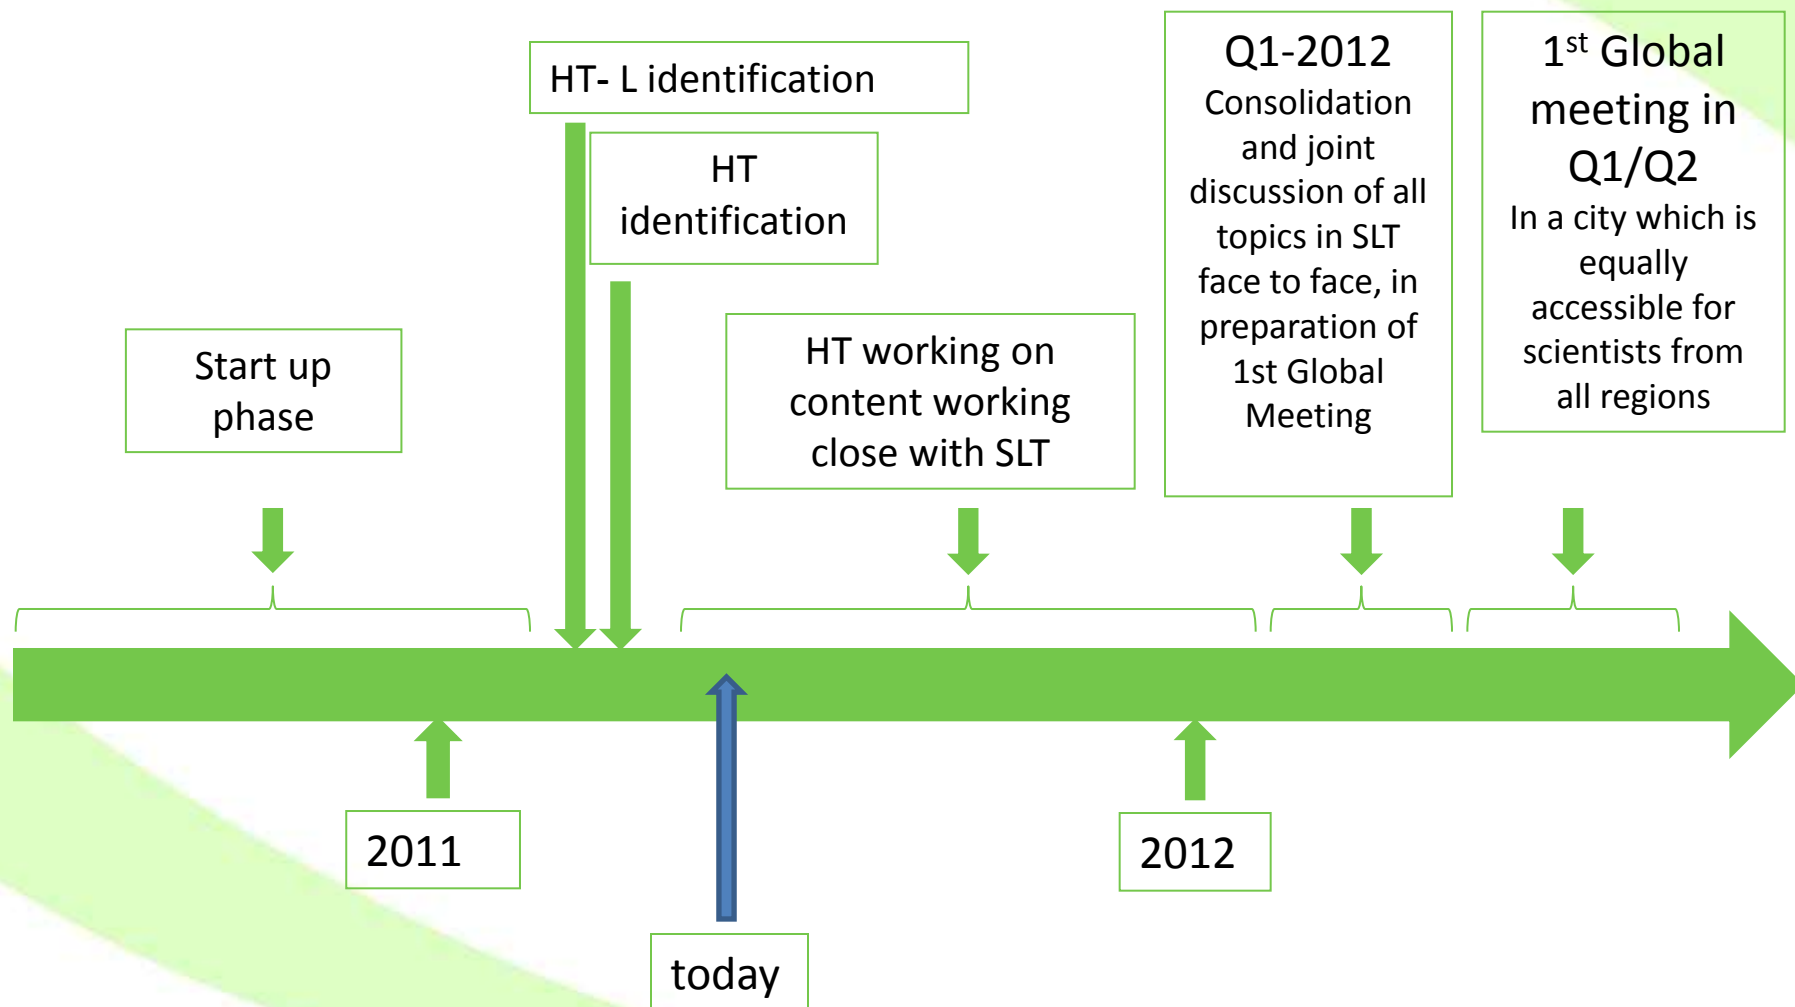 HT- L identification
HT
identification
Start up
phase
HT working on
content working
close with SLT
Q1-2012
Consolidation
and joint
discussion of all
topics in SLT
face to face, in
preparation of
1st Global
Meeting
1st Global
meeting in
Q1/Q2
In a city which is
equally
accessible for
scientists from
all regions
2011
2012
today